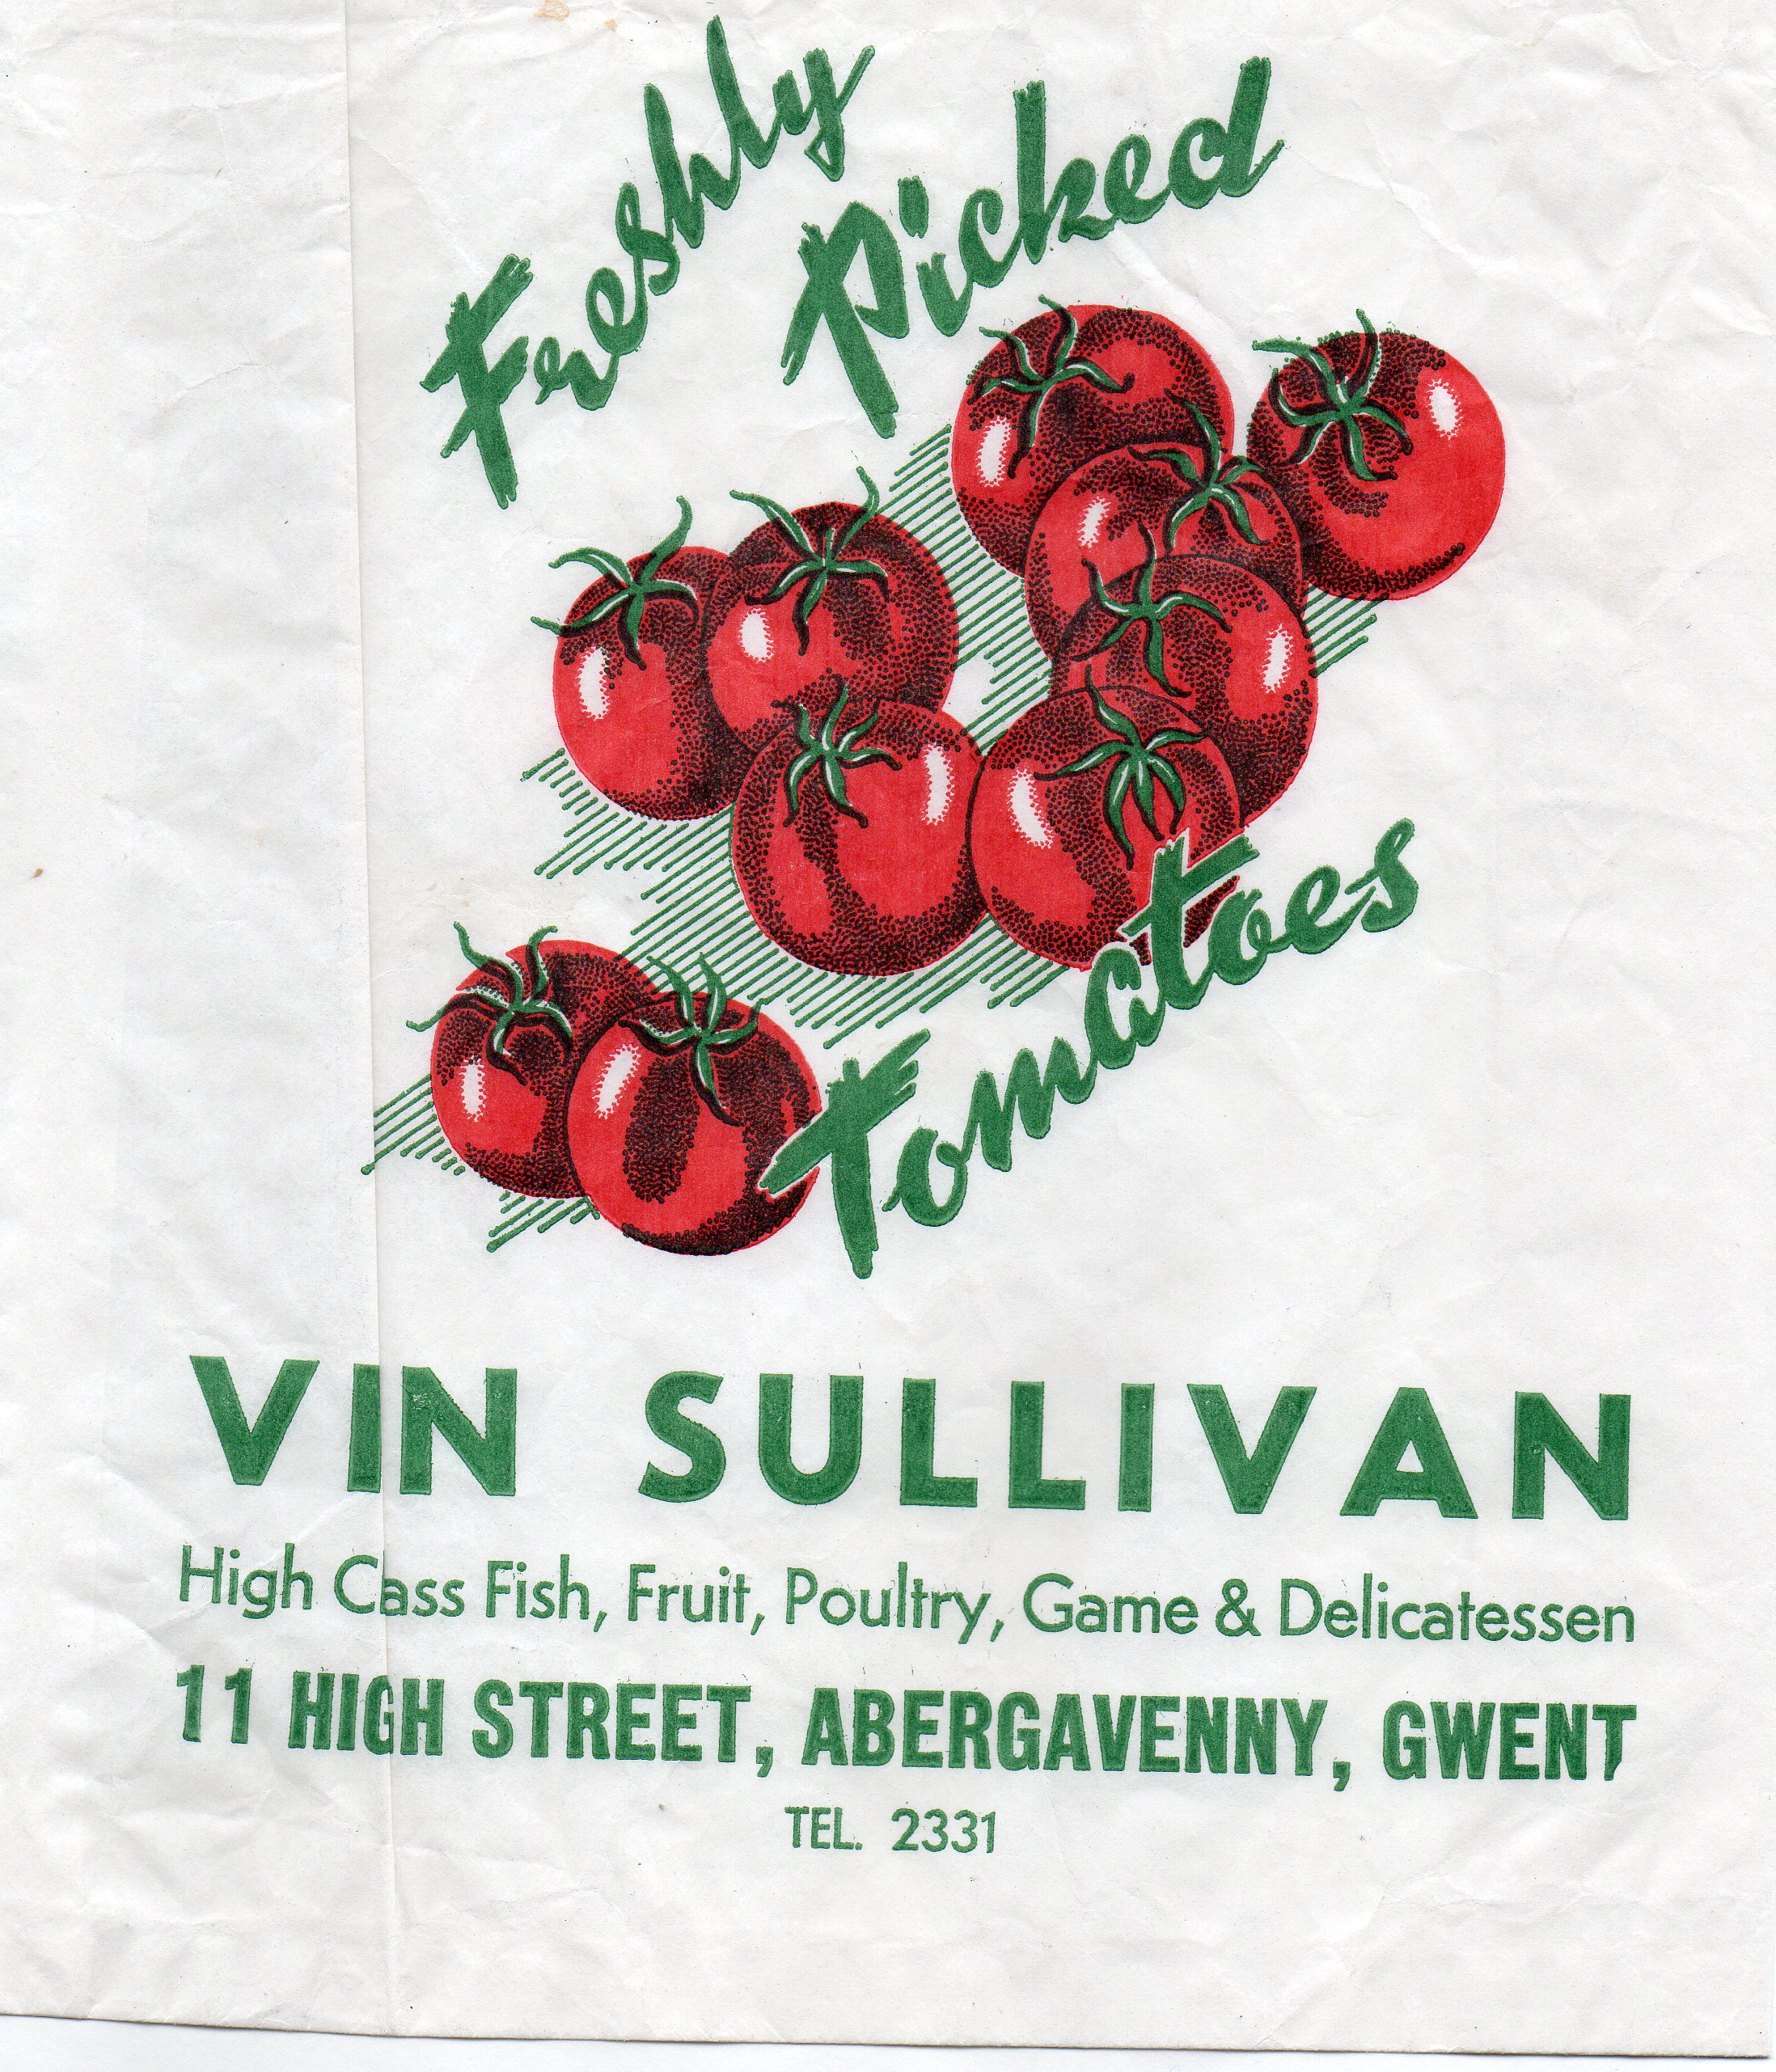 Freshly
Picked
Tomatoes
VIN SULLIVAN
High Cass Fish, Fruit, Poultry, Game & Delicatessen
11 HIGH STREET, ABERGAVENNY, GWENT
TEL. 2331